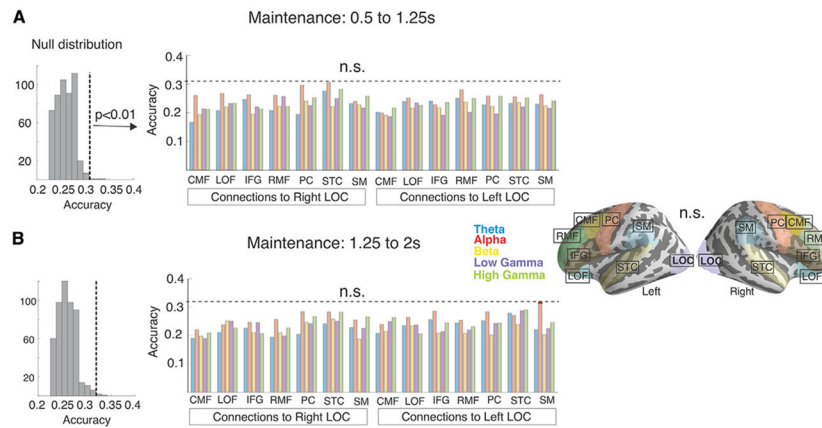 A
Maintenance: 0.5 to 1.25s
Null distribution
100
60
20
0.2 0.25 0.3 0.35 0.4
Accuracy
p<0.01
0.4
0.3
0.2
0.1
Accuracy
n.s.
CMF LOF IFG RMF PC STC SM CMF LOF IFG RMF PC STC SM
Connections to Right LOC Connections to Left LOC
B
Maintenance: 1.25 to 2s
100
60
20
0.2 0.25 0.3 0.35 0.4
Accuracy
0.4
0.3
0.2
0.1
Accuracy
n.s.
CMF LOF IFG RMF PC STC SM CMF LOF IFG RMF PC STC SM
Connections to Right LOC Connections to Left LOC
Theta
Alpha
Beta
Low Gamma
High Gamma
n.s.
CMF PC
RMF SM
IFG STC LOC
LOF
Left
PC CMF
SM RM
LOC STC IFG
LOF
Right